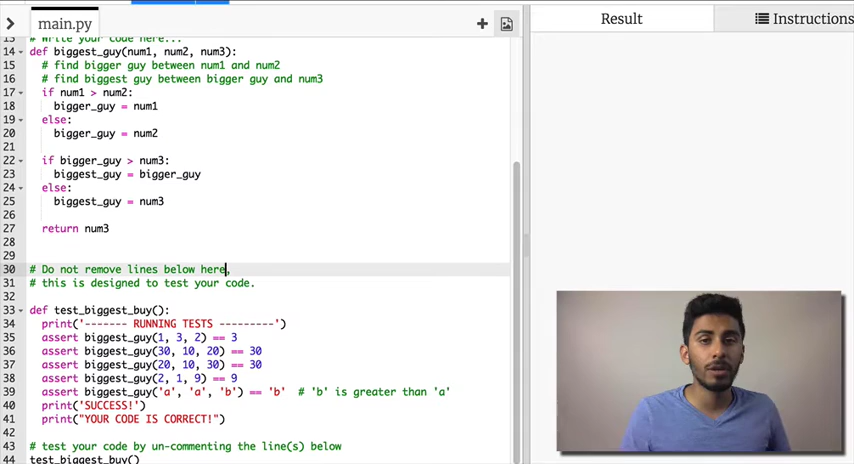 main.py
Result
Instructions
13 # Write your code here...
14 def biggest_guy(num1, num2, num3):
15 # find bigger guy between num1 and num2
16 # find biggest guy between bigger guy and num3
17 if num1 > num2:
18 bigger_guy = num1
19 else:
20 bigger_guy = num2
21
22 if bigger_guy > num3:
23 biggest_guy = bigger_guy
24 else:
25 biggest_guy = num3
26
27 return num3
28
29
30 # Do not remove lines below here,
31 # this is designed to test your code.
32
33 def test_biggest_buy():
34 print('------- RUNNING TESTS ---------')
35 assert biggest_guy(1, 3, 2) == 3
36 assert biggest_guy(30, 10, 20) == 30
37 assert biggest_guy(20, 10, 30) == 30
38 assert biggest_guy(2, 1, 9) == 9
39 assert biggest_guy('a', 'a', 'b') == 'b' # 'b' is greater than 'a'
40 print('SUCCESS!')
41 print("YOUR CODE IS CORRECT!")
42
43 # test your code by un-commenting the line(s) below
44 test_biggest_buy()